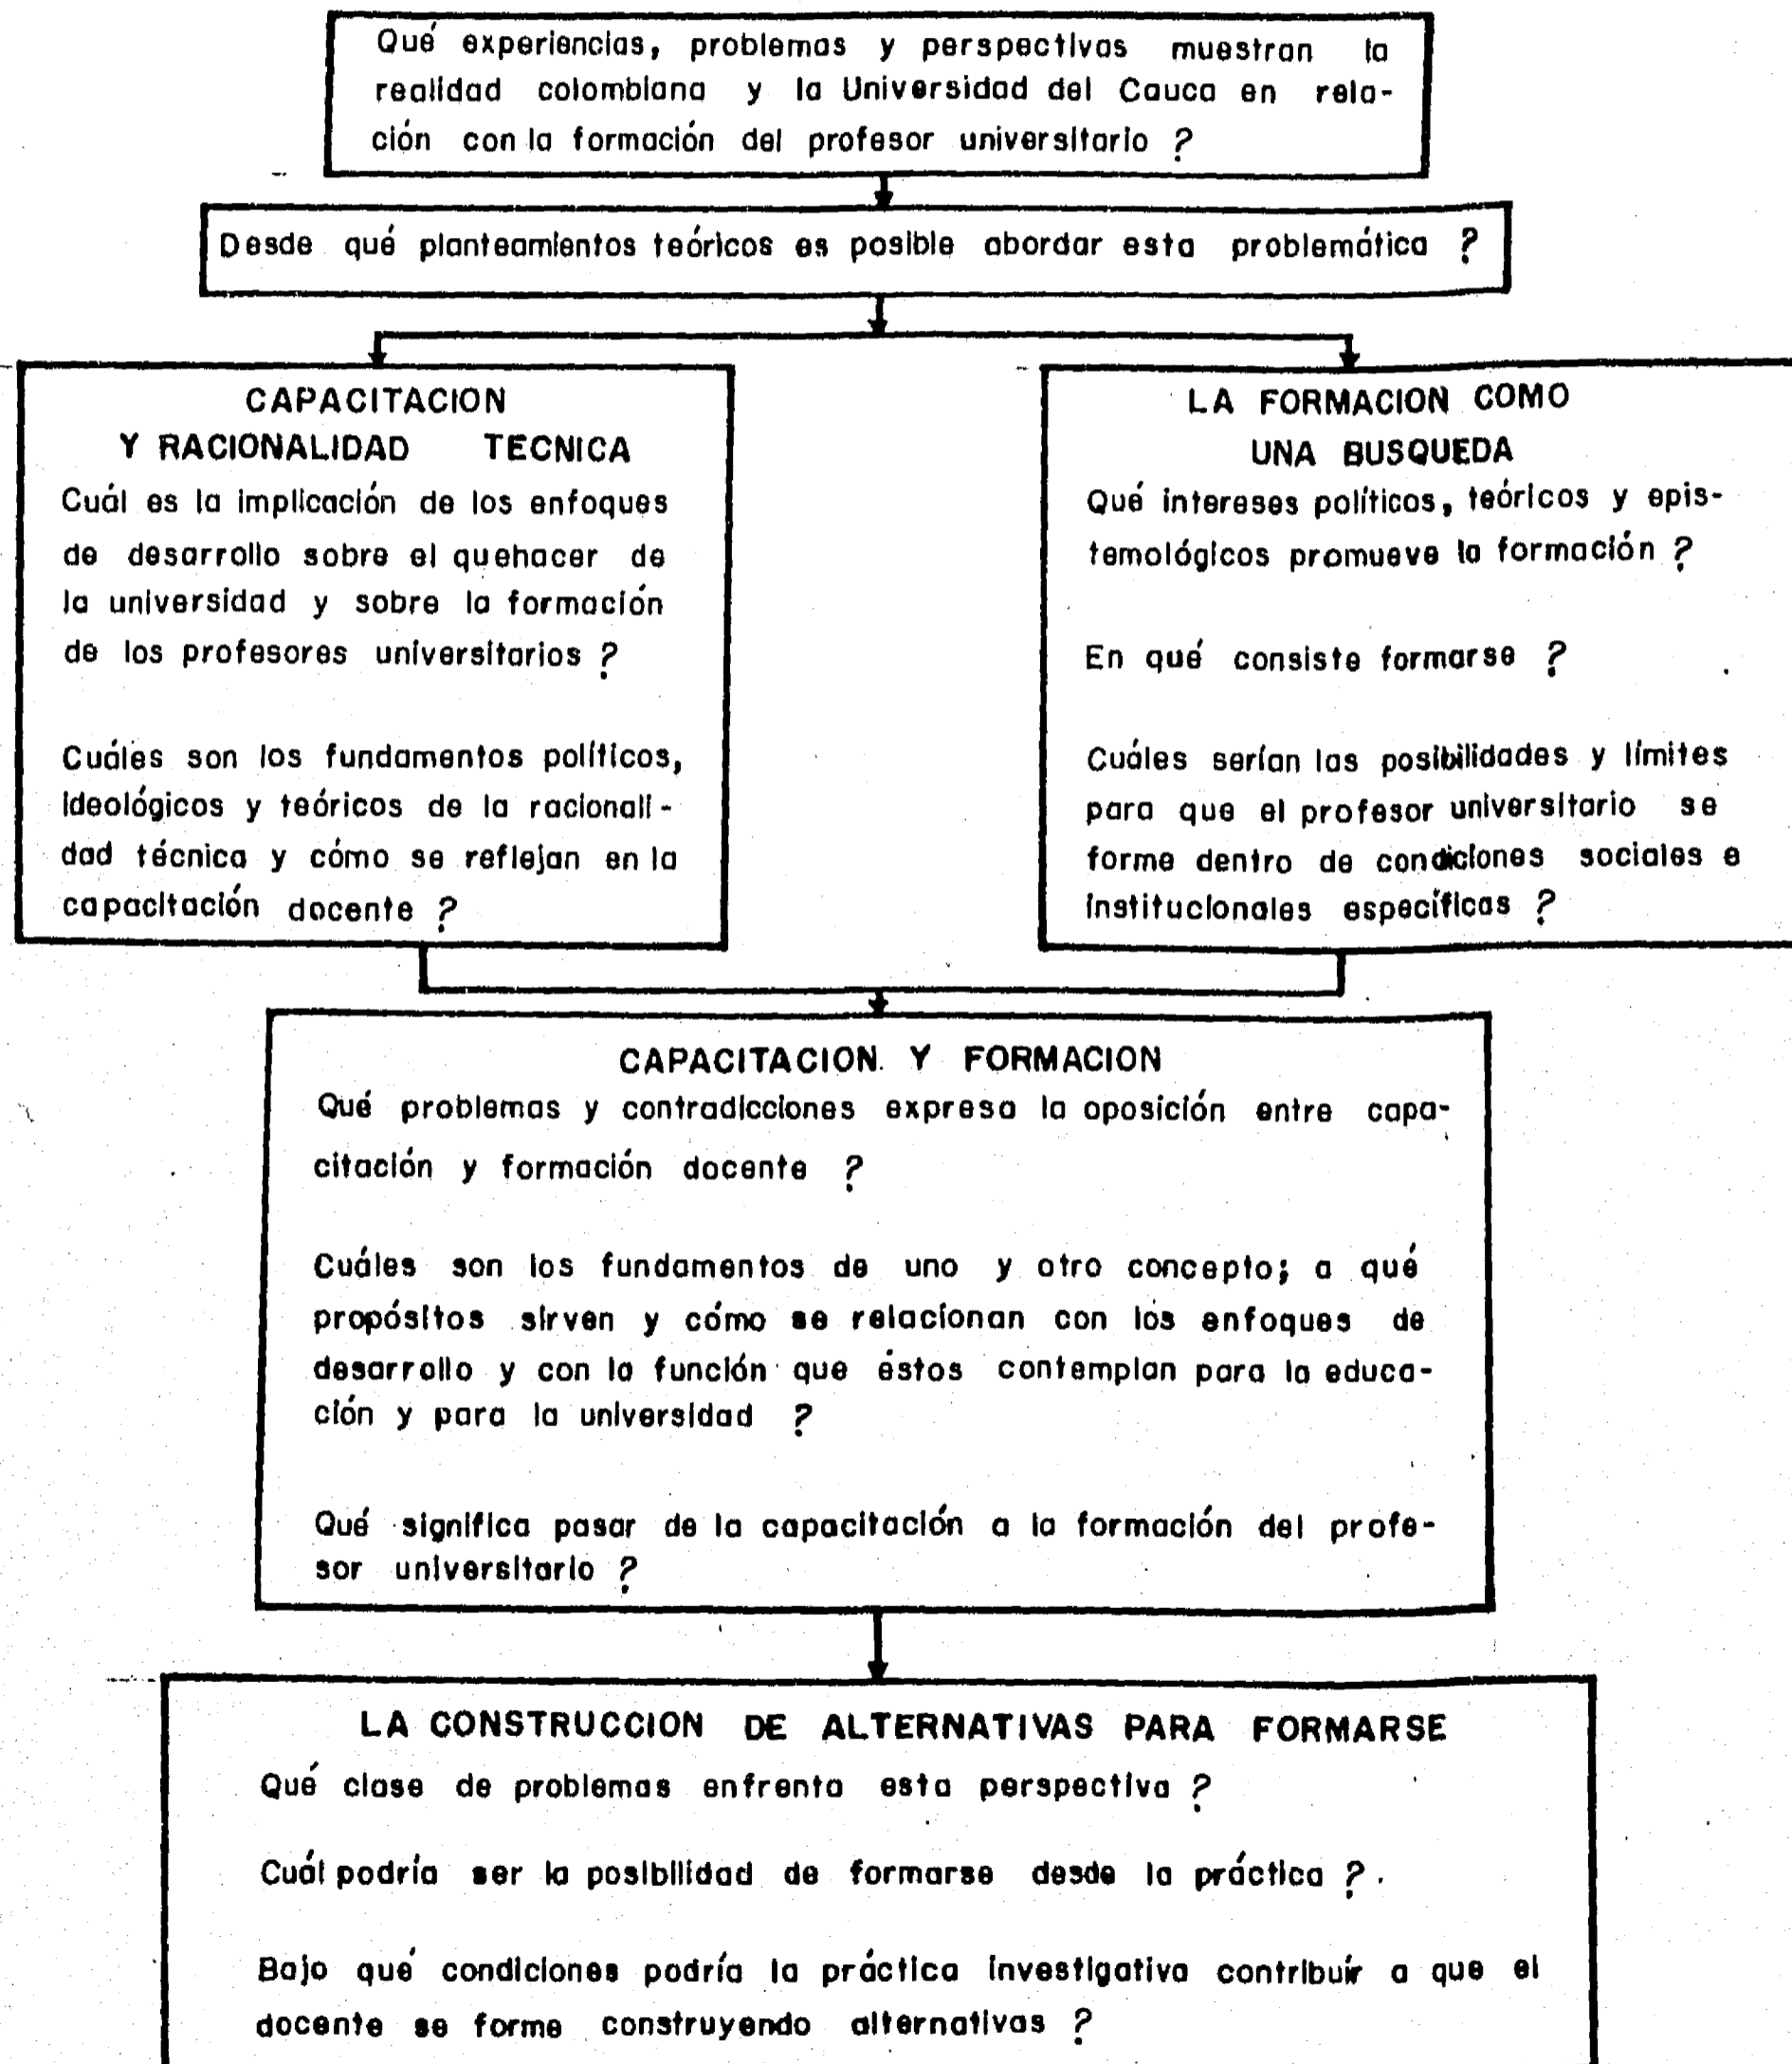 Qué experiencias, problemas y perspectivas muestran la
realidad colombiana y la Universidad del Cauca en rela-
ción con la formación del profesor universitario ?
Desde qué planteamientos teóricos es posible abordar esta problemática ?
CAPACITACION
Y RACIONALIDAD TECNICA
Cuál es la implicación de los enfoques
de desarrollo sobre el quehacer de
la universidad y sobre la formación
de los profesores universitarios ?
Cuáles son los fundamentos políticos,
ideológicos y teóricos de la racionali-
dad técnica y cómo se reflejan en la
capacitación docente ?
LA FORMACION COMO
UNA BUSQUEDA
Qué intereses políticos, teóricos y epis-
temológicos promueve la formación ?
En qué consiste formarse ?
Cuáles serían las posibilidades y límites
para que el profesor universitario se
forme dentro de condiciones sociales e
institucionales específicas ?
CAPACITACION Y FORMACION
Qué problemas y contradicciones expresa la oposición entre capa-
citación y formación docente ?
Cuáles son los fundamentos de uno y otro concepto; a qué
propósitos sirven y cómo se relacionan con los enfoques de
desarrollo y con la función que éstos contemplan para la educa-
ción y para la universidad ?
Qué significa pasar de la capacitación a la formación del profe-
sor universitario ?
LA CONSTRUCCION DE ALTERNATIVAS PARA FORMARSE
Qué clase de problemas enfrenta esta perspectiva ?
Cuál podría ser la posibilidad de formarse desde la práctica ?.
Bajo qué condiciones podría la práctica investigativa contribuír a que el
docente se forme construyendo alternativas ?